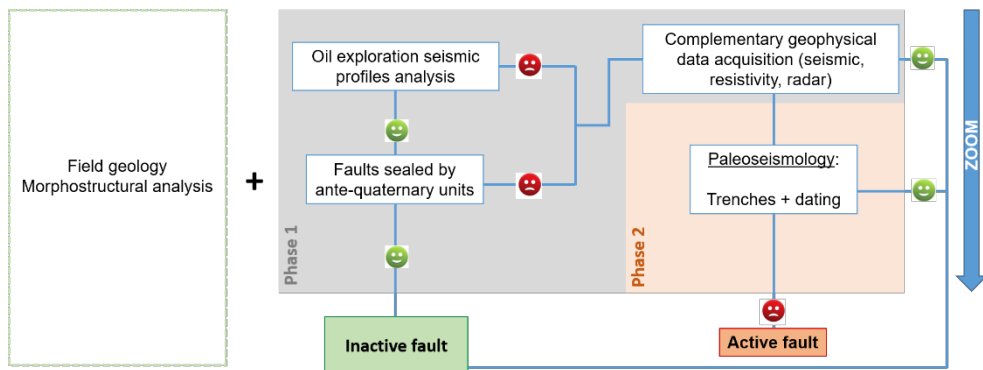 Field geology
Morphostructural analysis
+
Oil exploration seismic
profiles analysis
Faults sealed by
ante-quaternary units
Phase 1
Complementary geophysical
data acquisition (seismic,
resistivity, radar)
Paleoseismology:
Trenches + dating
Phase 2
Inactive fault
Active fault
ZOOM